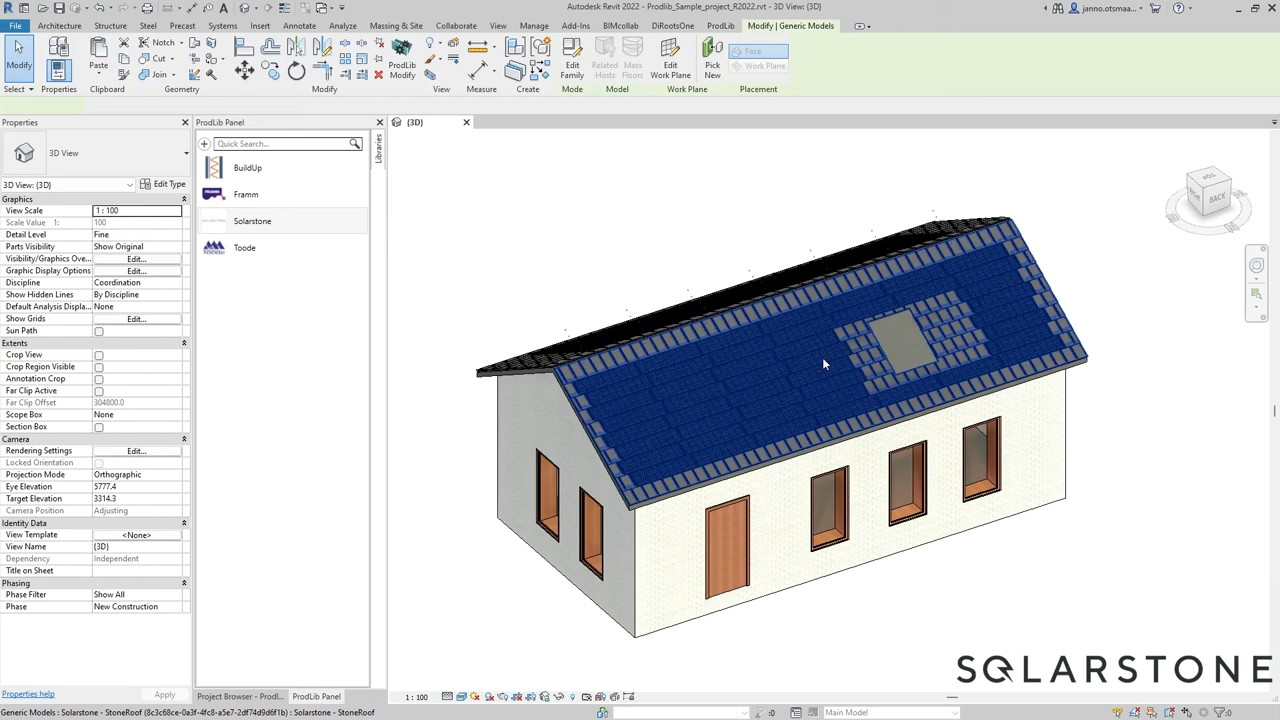 Autodesk Revit 2022 - Prodlib_Sample_project_R2022.rvt - 3D View: {3D}
janno.otsmaa...
File Architecture Structure Steel Precast Systems Insert Annotate Analyze Massing & Site Collaborate View Manage Add-Ins BIMcollab DiRootsOne ProdLib Modify | Generic Models
Modify
Select
Properties
Paste
Clipboard
Notch
Cut
Join
Geometry
Modify
ProdLib Modify
View
Measure
Create
Edit Family
Mode
Related Hosts
Mass Floors
Model
Edit Work Plane
Work Plane
Pick New
Face
Work Plane
Placement
Properties
3D View
3D View: {3D}
Edit Type
Graphics
View Scale 1 : 100
Scale Value 1: 100
Detail Level Fine
Parts Visibility Show Original
Visibility/Graphics Ove... Edit...
Graphic Display Options Edit...
Discipline Coordination
Show Hidden Lines By Discipline
Default Analysis Displa... None
Show Grids Edit...
Sun Path
Extents
Crop View
Crop Region Visible
Annotation Crop
Far Clip Active
Far Clip Offset 304800.0
Scope Box None
Section Box
Camera
Rendering Settings Edit...
Locked Orientation
Projection Mode Orthographic
Eye Elevation 5777.4
Target Elevation 3314.3
Camera Position Adjusting
Identity Data
View Template <None>
View Name {3D}
Dependency Independent
Title on Sheet
Phasing
Phase Filter Show All
Phase New Construction
Properties help
Apply
ProdLib Panel
Quick Search...
Libraries
BuildUp
Framm
Solarstone
Toode
Project Browser - Prodl...
ProdLib Panel
{3D}
BACK
SOLARSTONE
1 : 100
Generic Models : Solarstone - StoneRoof (8c3c68ce-0a3f-4fc8-a5e7-2df7f4d9d6f1b) : Solarstone - StoneRoof
:0
Main Model
:0